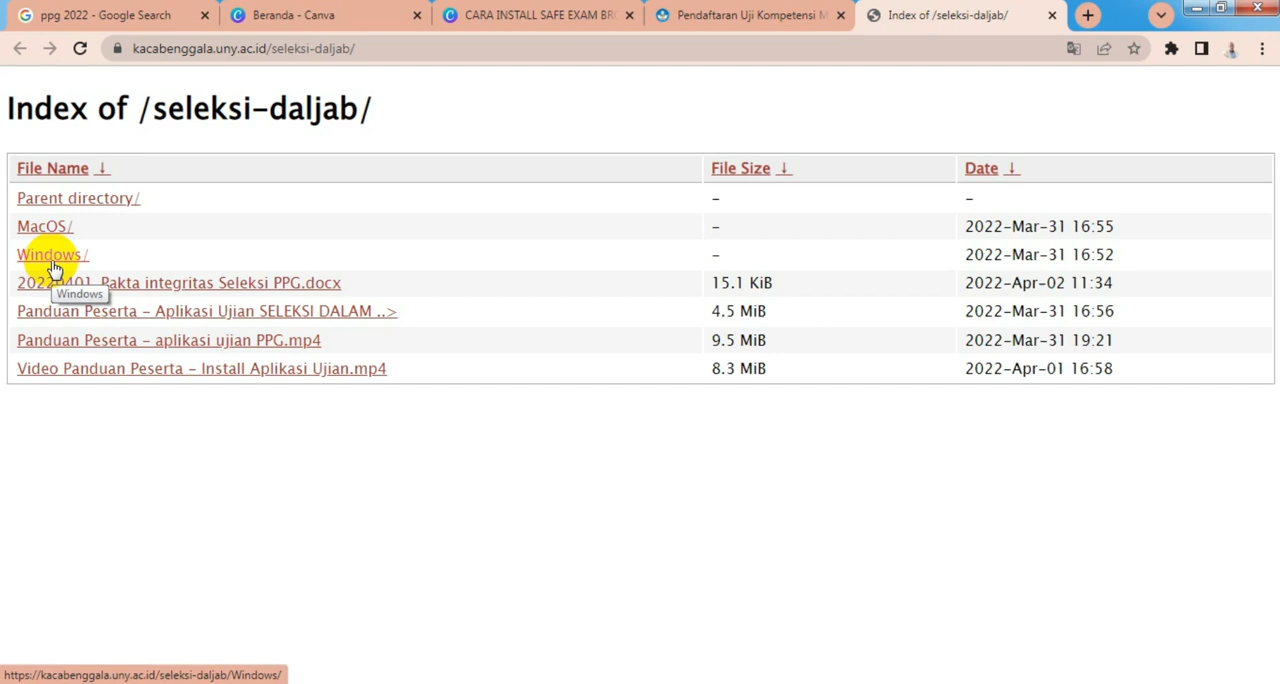 ppg 2022 - Google Search
Beranda - Canva
CARA INSTALL SAFE EXAM BR
Pendaftaran Uji Kompetensi M
Index of /seleksi-daljab/
kacabenggala.uny.ac.id/seleksi-daljab/
Index of /seleksi-daljab/
File Name ↓ File Size ↓ Date ↓
Parent directory/ - -
MacOS/ - 2022-Mar-31 16:55
Windows/ - 2022-Mar-31 16:52
20220401 Pakta integritas Seleksi PPG.docx 15.1 KiB 2022-Apr-02 11:34
Windows
Panduan Peserta - Aplikasi Ujian SELEKSI DALAM ..> 4.5 MiB 2022-Mar-31 16:56
Panduan Peserta - aplikasi ujian PPG.mp4 9.5 MiB 2022-Mar-31 19:21
Video Panduan Peserta - Install Aplikasi Ujian.mp4 8.3 MiB 2022-Apr-01 16:58
https://kacabenggala.uny.ac.id/seleksi-daljab/Windows/